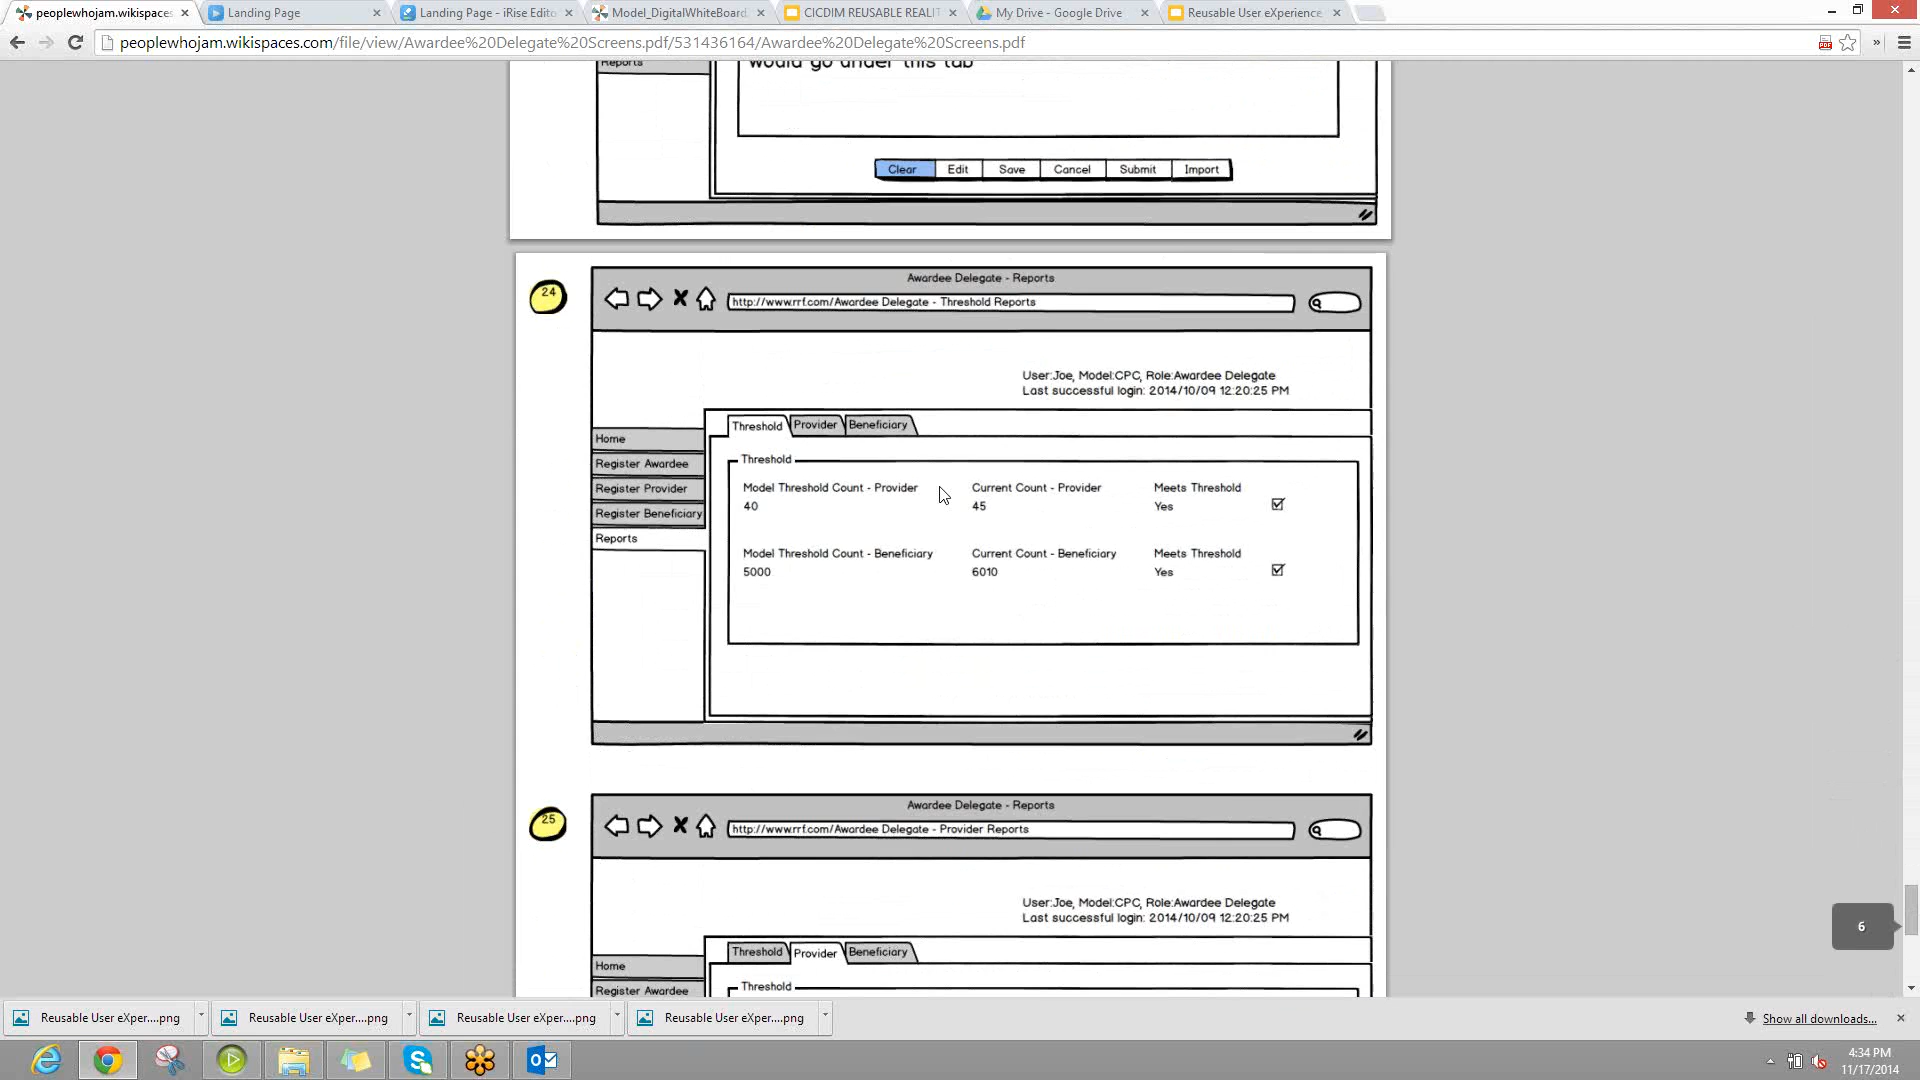 peoplewhojam.wikispaces
Landing Page
Landing Page - iRise Edito
Model_DigitalWhiteBoard
CICDIM REUSABLE REALIT
My Drive - Google Drive
Reusable User eXperience
peoplewhojam.wikispaces.com/file/view/Awardee%20Delegate%20Screens.pdf/531436164/Awardee%20Delegate%20Screens.pdf
Reports
would go under this tab
Clear Edit Save Cancel Submit Import
24
Awardee Delegate - Reports
http://www.rrf.com/Awardee Delegate - Threshold Reports
User:Joe, Model:CPC, Role:Awardee Delegate
Last successful login: 2014/10/09 12:20:25 PM
Threshold Provider Beneficiary
Home
Register Awardee
Register Provider
Register Beneficiary
Reports
Threshold
Model Threshold Count - Provider Current Count - Provider Meets Threshold
40 45 Yes
Model Threshold Count - Beneficiary Current Count - Beneficiary Meets Threshold
5000 6010 Yes
25
Awardee Delegate - Reports
http://www.rrf.com/Awardee Delegate - Provider Reports
User:Joe, Model:CPC, Role:Awardee Delegate
Last successful login: 2014/10/09 12:20:25 PM
Threshold Provider Beneficiary
Home
Register Awardee
Threshold
6
Reusable User eXper....png
Reusable User eXper....png
Reusable User eXper....png
Reusable User eXper....png
Show all downloads...
4:34 PM
11/17/2014